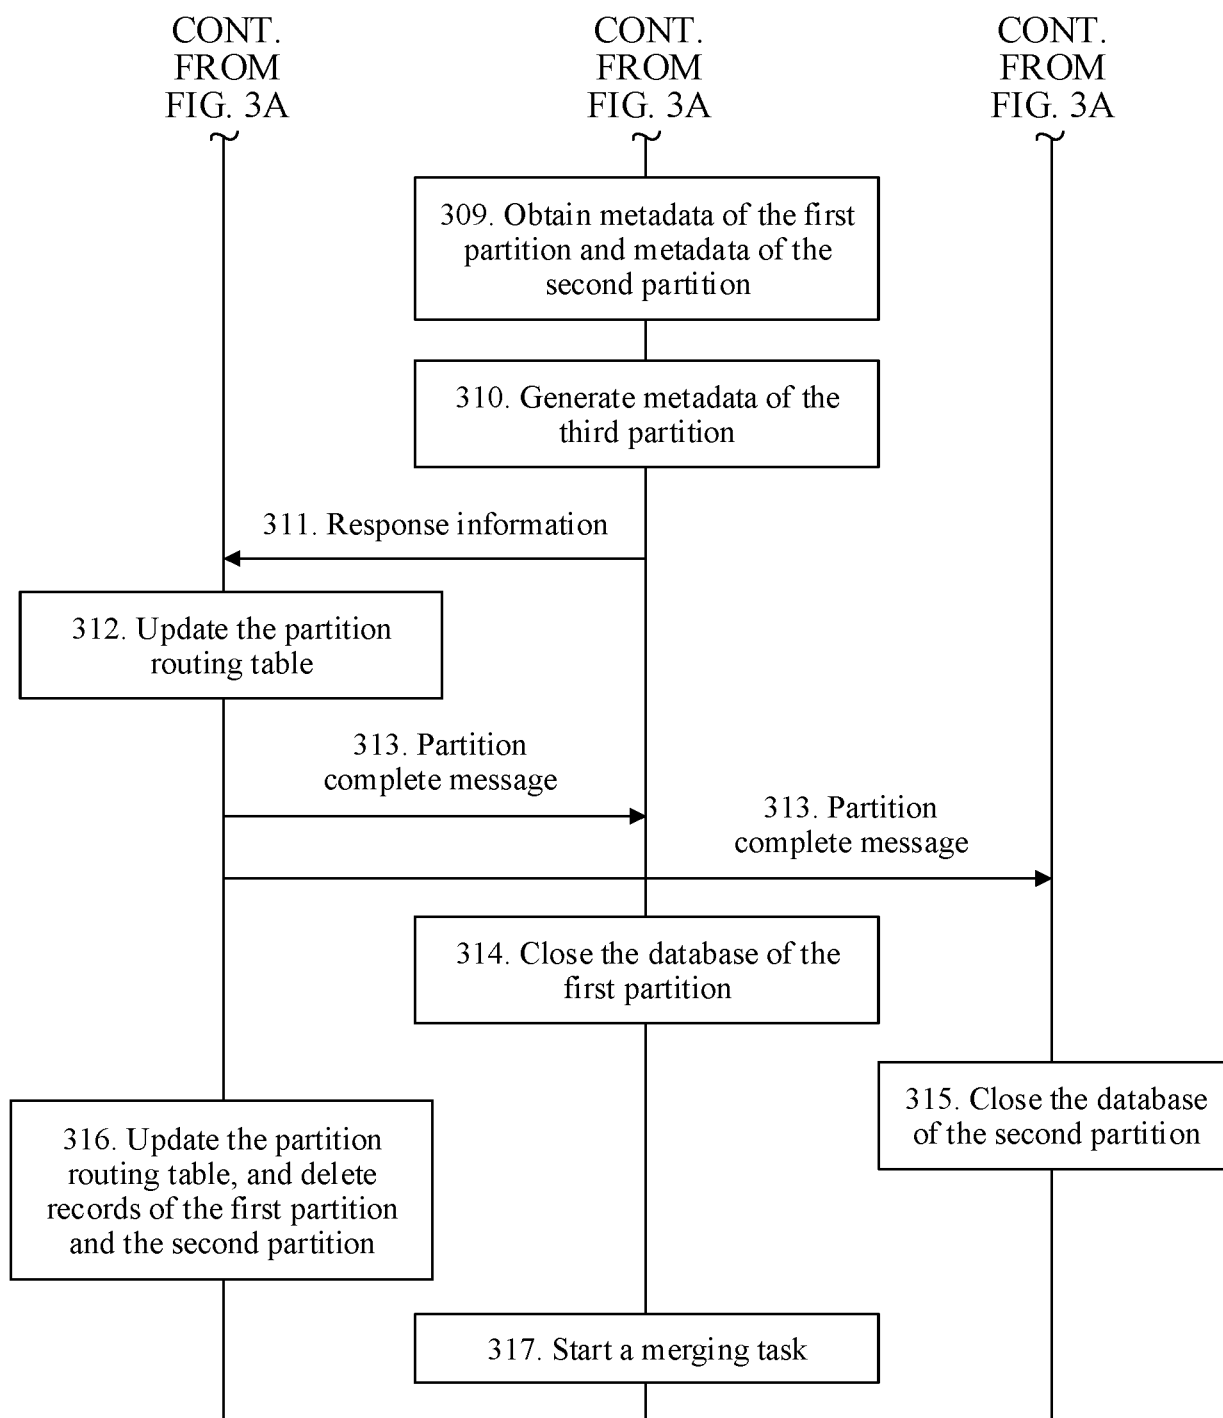 CONT.
FROM
FIG. 3A
CONT.
FROM
FIG. 3A
CONT.
FROM
FIG. 3A
309. Obtain metadata of the first
partition and metadata of the
second partition
310. Generate metadata of the
third partition
311. Response information
312. Update the partition
routing table
313. Partition
complete message
313. Partition
complete message
314. Close the database of the
first partition
315. Close the database
of the second partition
316. Update the partition
routing table, and delete
records of the first partition
and the second partition
317. Start a merging task